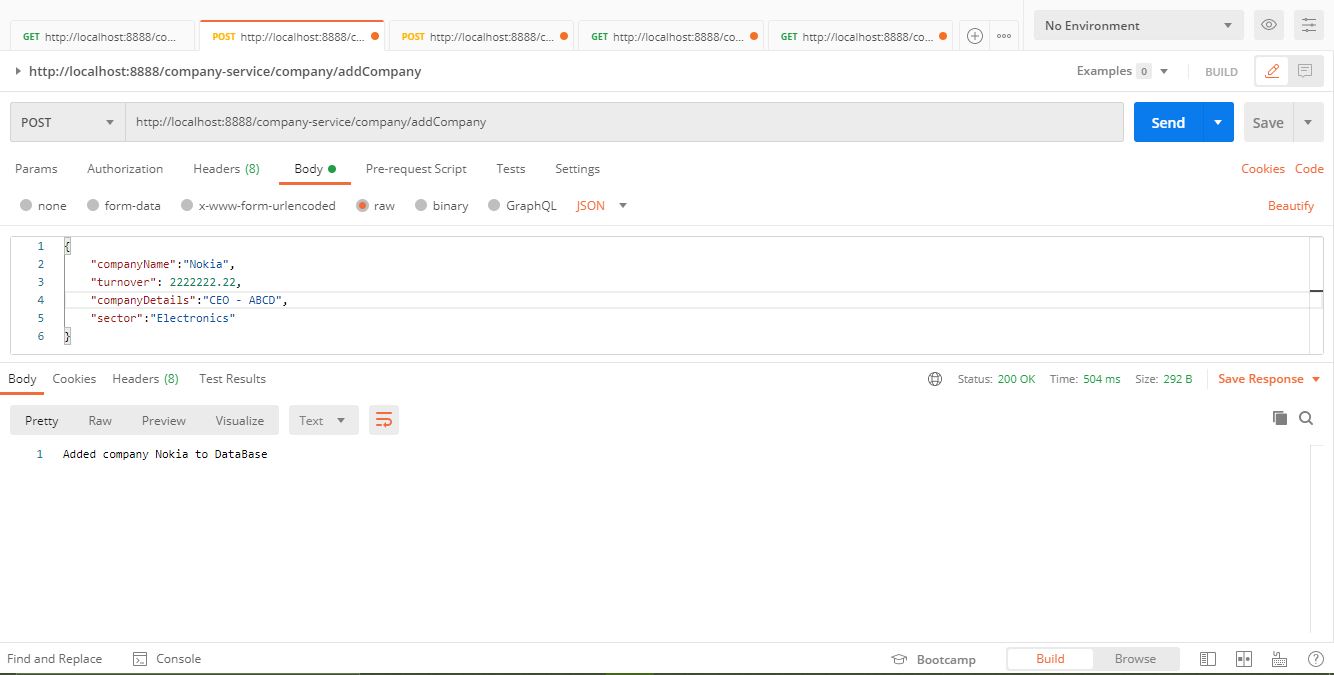 GET http://localhost:8888/co...
POST http://localhost:8888/c...
POST http://localhost:8888/c...
GET http://localhost:8888/co...
GET http://localhost:8888/co...
No Environment
http://localhost:8888/company-service/company/addCompany
Examples 0
BUILD
POST
http://localhost:8888/company-service/company/addCompany
Send
Save
Params
Authorization
Headers (8)
Body
Pre-request Script
Tests
Settings
Cookies
Code
none
form-data
x-www-form-urlencoded
raw
binary
GraphQL
JSON
Beautify
1 {
2 "companyName":"Nokia",
3 "turnover": 2222222.22,
4 "companyDetails":"CEO - ABCD",
5 "sector":"Electronics"
6 }
Body
Cookies
Headers (8)
Test Results
Status: 200 OK
Time: 504 ms
Size: 292 B
Save Response
Pretty
Raw
Preview
Visualize
Text
1 Added company Nokia to DataBase
Find and Replace
Console
Bootcamp
Build
Browse